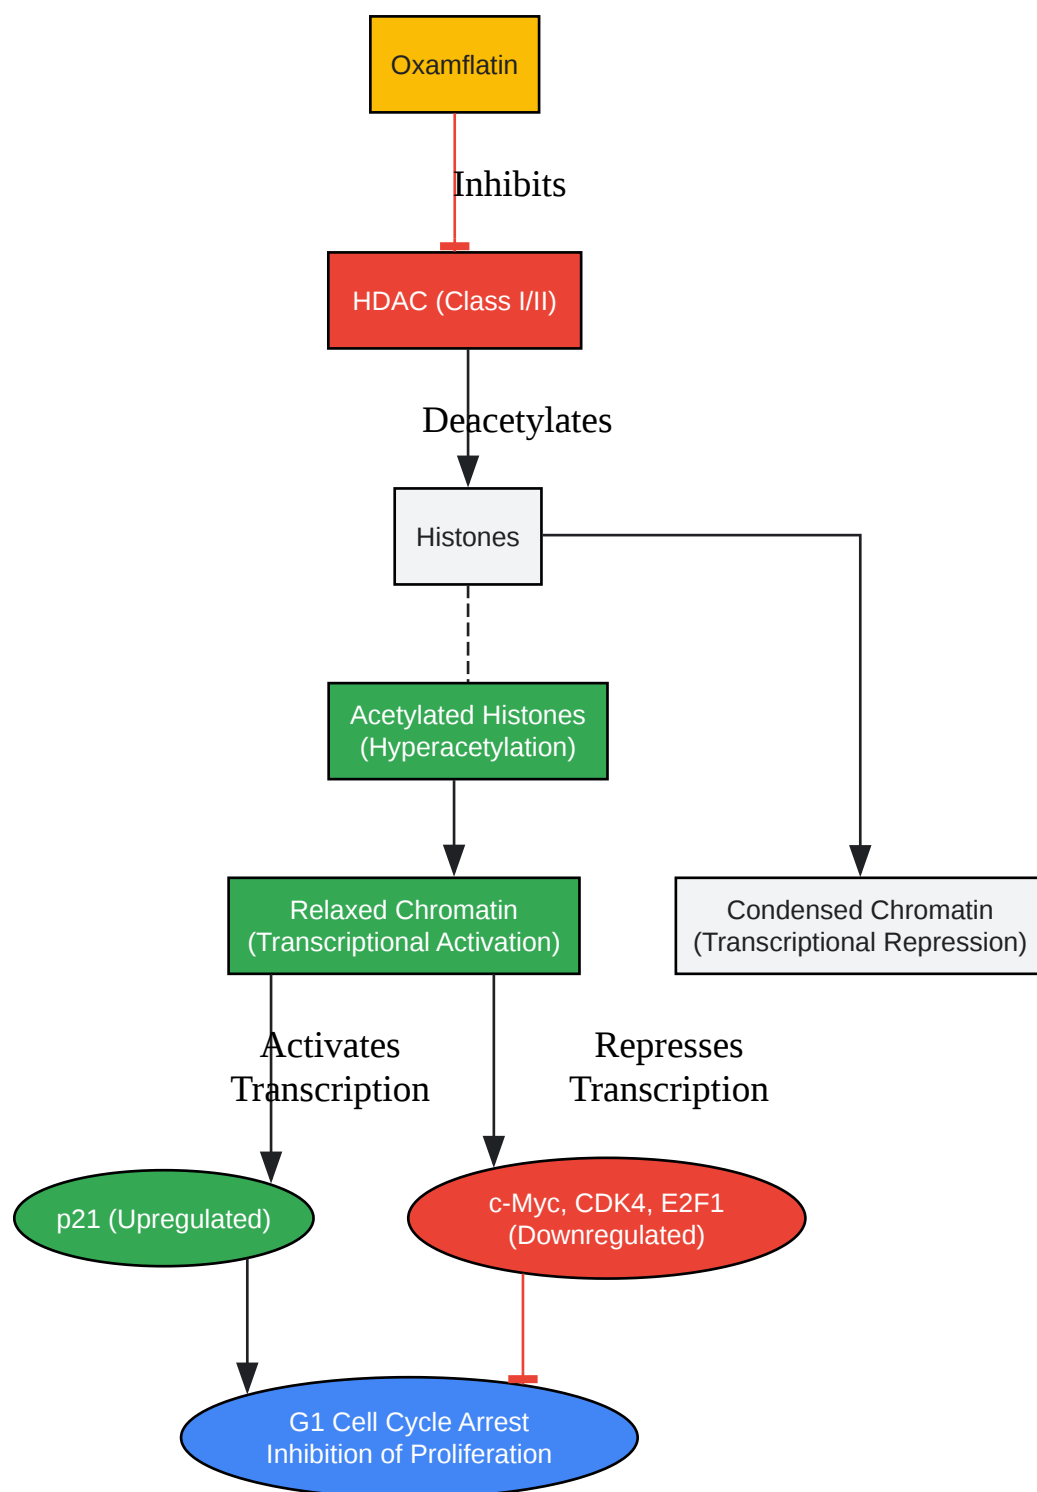 Oxamflatin
Inhibits
HDAC (Class I/II)
Deacetylates
Histones
Acetylated Histones
(Hyperacetylation)
Relaxed Chromatin
(Transcriptional Activation)
Condensed Chromatin
(Transcriptional Repression)
Activates
Transcription
Represses
Transcription
p21 (Upregulated)
c-Myc, CDK4, E2F1
(Downregulated)
G1 Cell Cycle Arrest
Inhibition of Proliferation